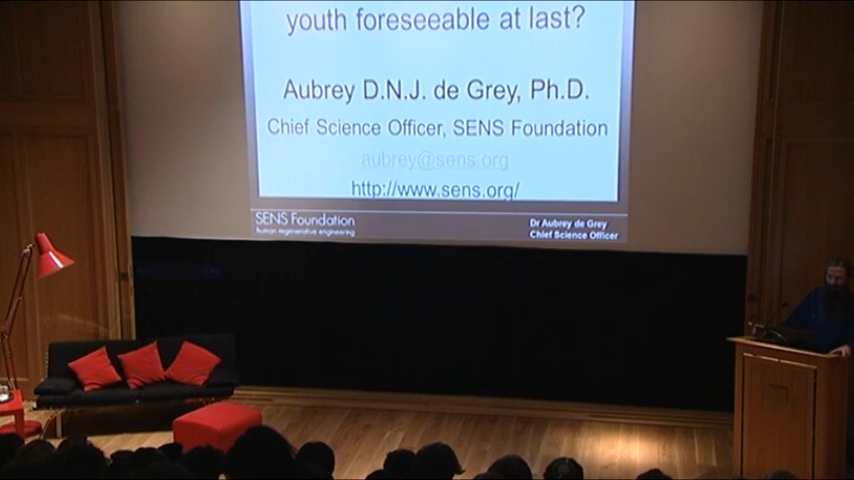 youth foreseeable at last?
Aubrey D.N.J. de Grey, Ph.D.
Chief Science Officer, SENS Foundation
aubrey@sens.org
http://www.sens.org/
SENS Foundation
human regenerative engineering
Dr Aubrey de Grey
Chief Science Officer